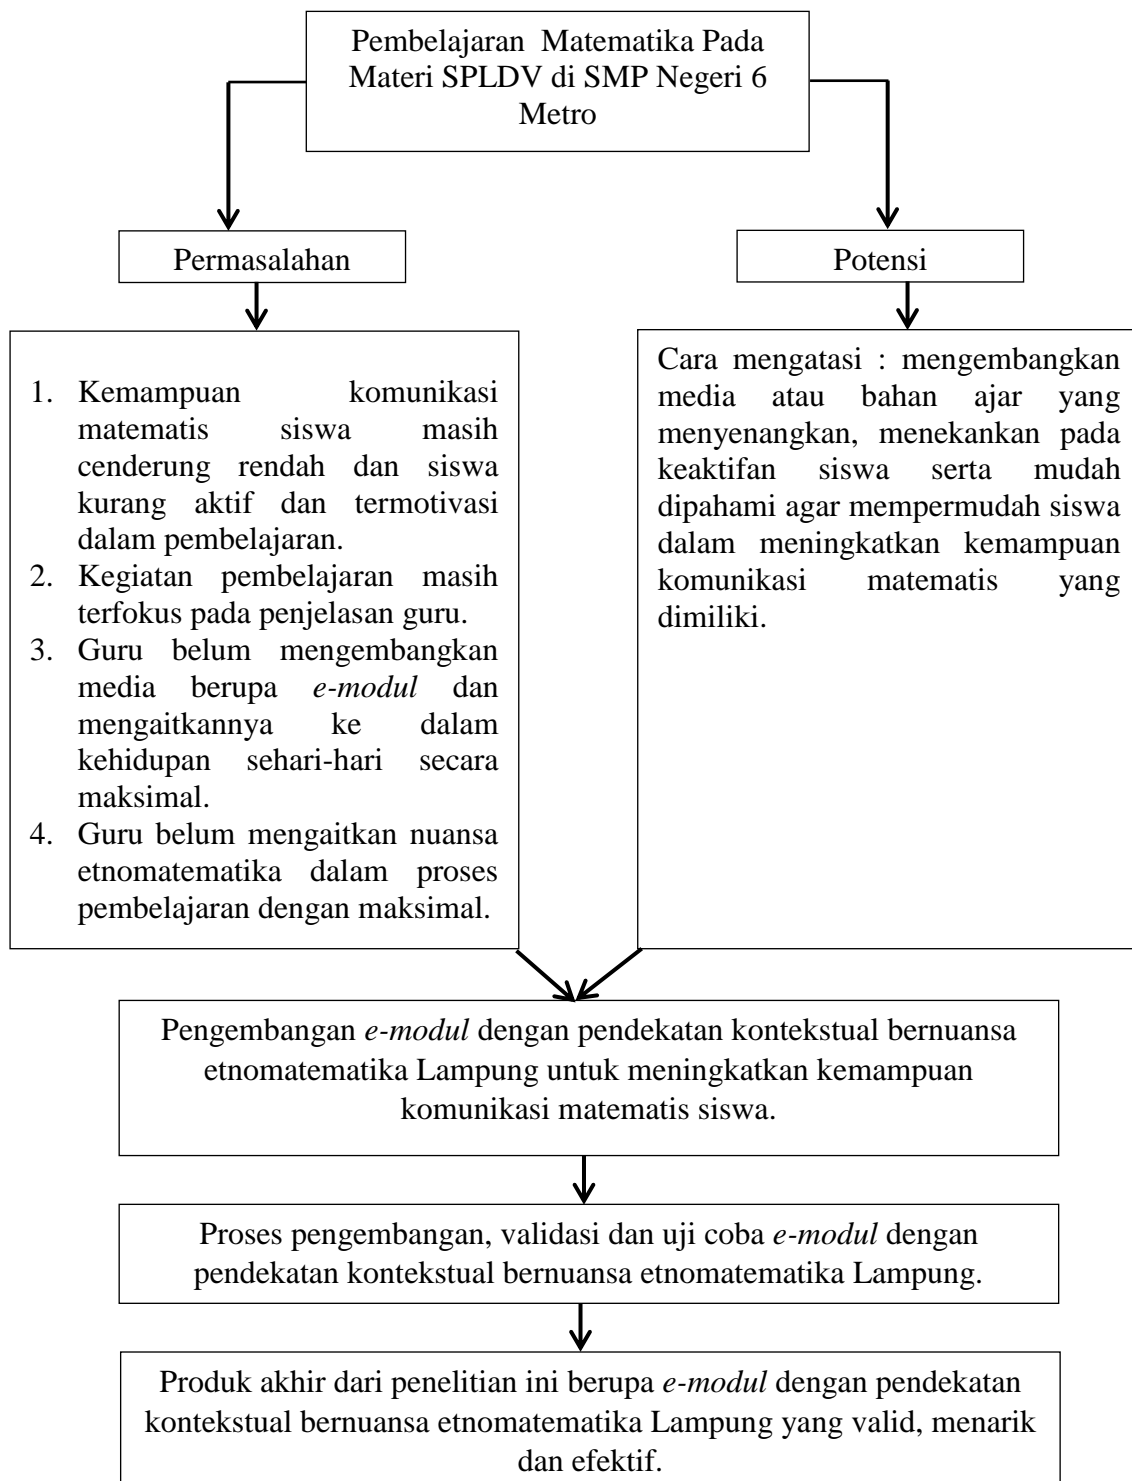 Pembelajaran Matematika Pada
Materi SPLDV di SMP Negeri 6
Metro
Permasalahan
Potensi
1. Kemampuan komunikasi
matematis siswa masih
cenderung rendah dan siswa
kurang aktif dan termotivasi
dalam pembelajaran.
2. Kegiatan pembelajaran masih
terfokus pada penjelasan guru.
3. Guru belum mengembangkan
media berupa e-modul dan
mengaitkannya ke dalam
kehidupan sehari-hari secara
maksimal.
4. Guru belum mengaitkan nuansa
etnomatematika dalam proses
pembelajaran dengan maksimal.
Cara mengatasi : mengembangkan
media atau bahan ajar yang
menyenangkan, menekankan pada
keaktifan siswa serta mudah
dipahami agar mempermudah siswa
dalam meningkatkan kemampuan
komunikasi matematis yang
dimiliki.
Pengembangan e-modul dengan pendekatan kontekstual bernuansa
etnomatematika Lampung untuk meningkatkan kemampuan
komunikasi matematis siswa.
Proses pengembangan, validasi dan uji coba e-modul dengan
pendekatan kontekstual bernuansa etnomatematika Lampung.
Produk akhir dari penelitian ini berupa e-modul dengan pendekatan
kontekstual bernuansa etnomatematika Lampung yang valid, menarik
dan efektif.